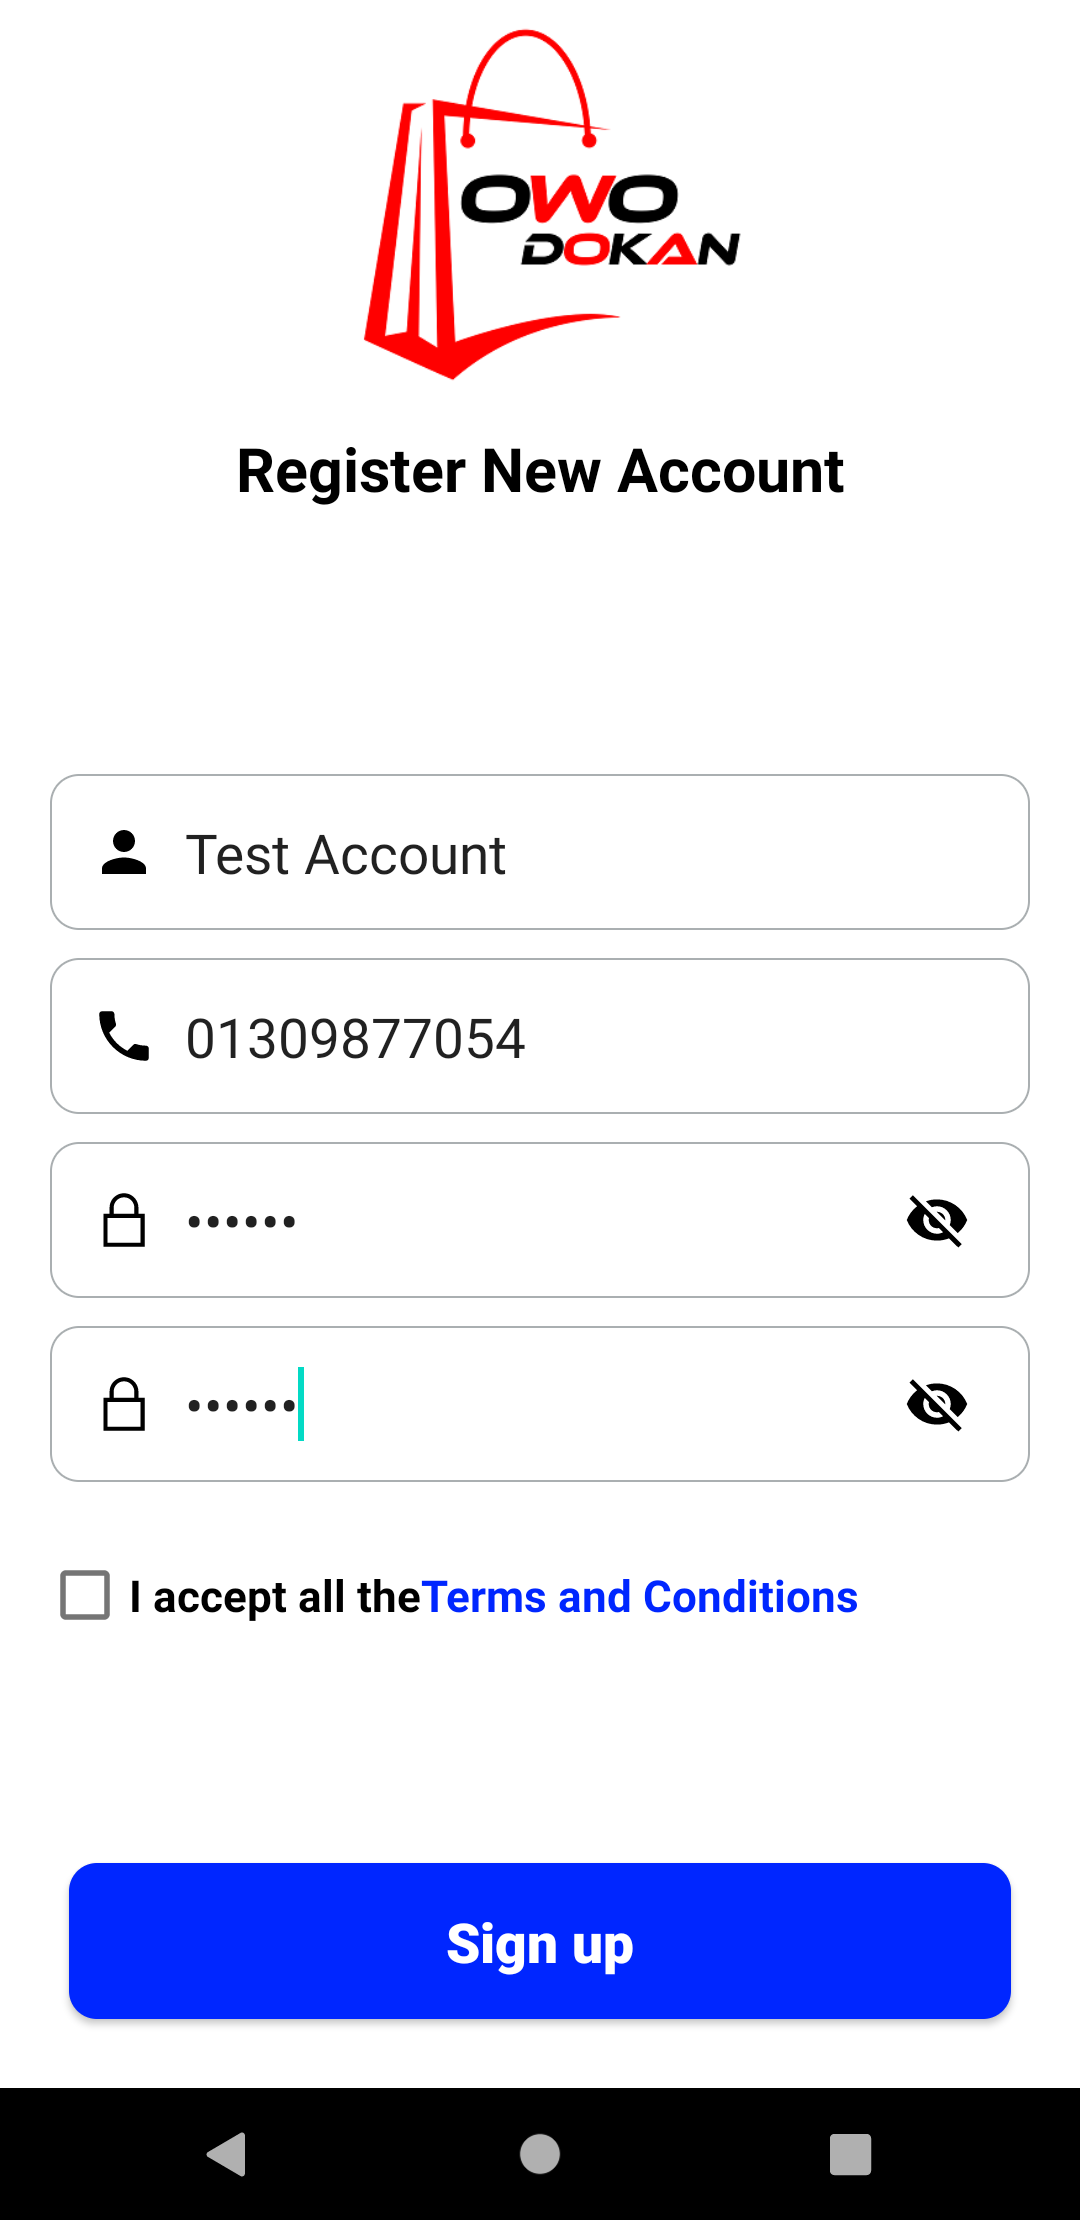 OWO
DOKAN
Register New Account
Test Account
01309877054
••••••
••••••
I accept all theTerms and Conditions
Sign up